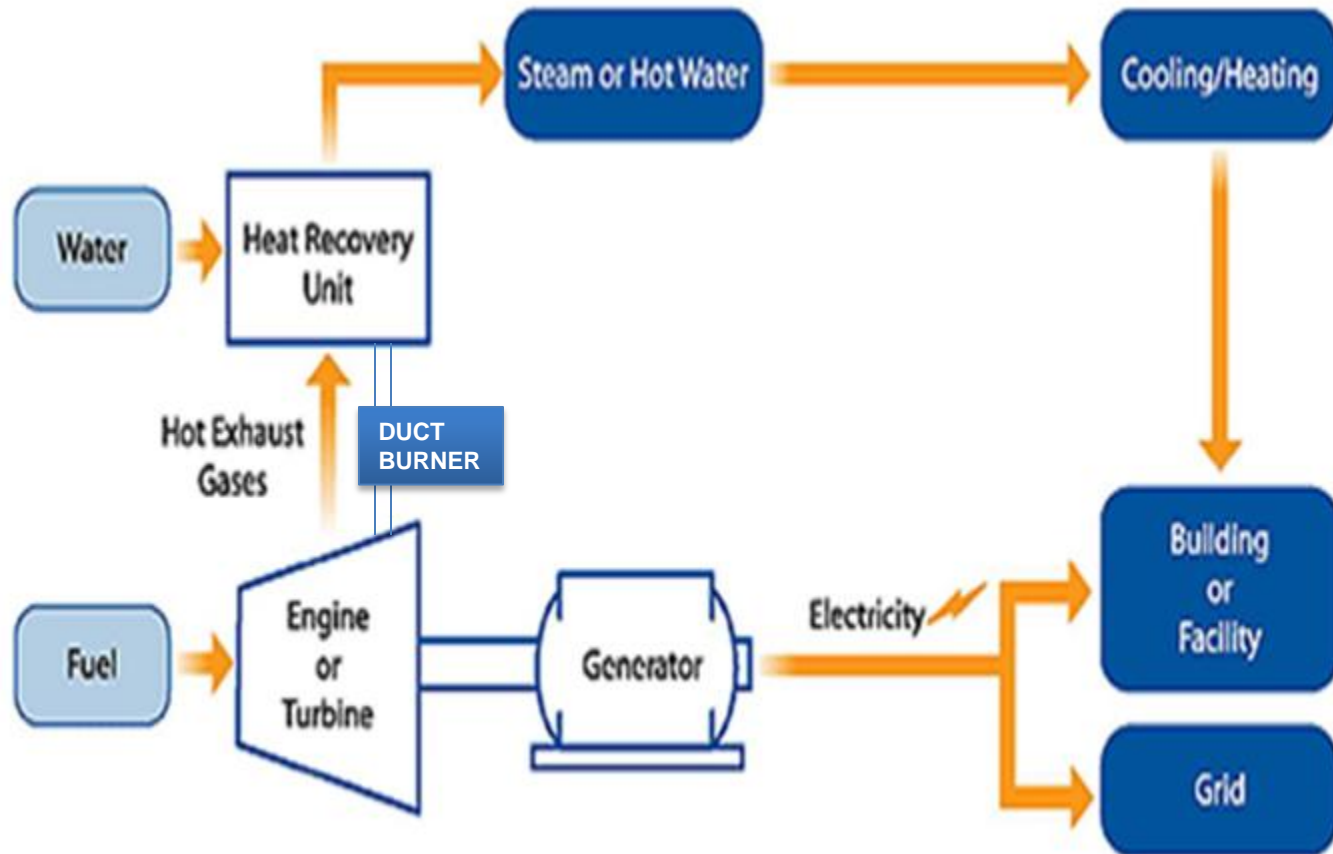 Steam or Hot Water
Cooling/Heating
Water
Heat Recovery
Unit
Hot Exhaust
Gases
DUCT
BURNER
Fuel
Engine
or
Turbine
Generator
Electricity
Building
or
Facility
Grid